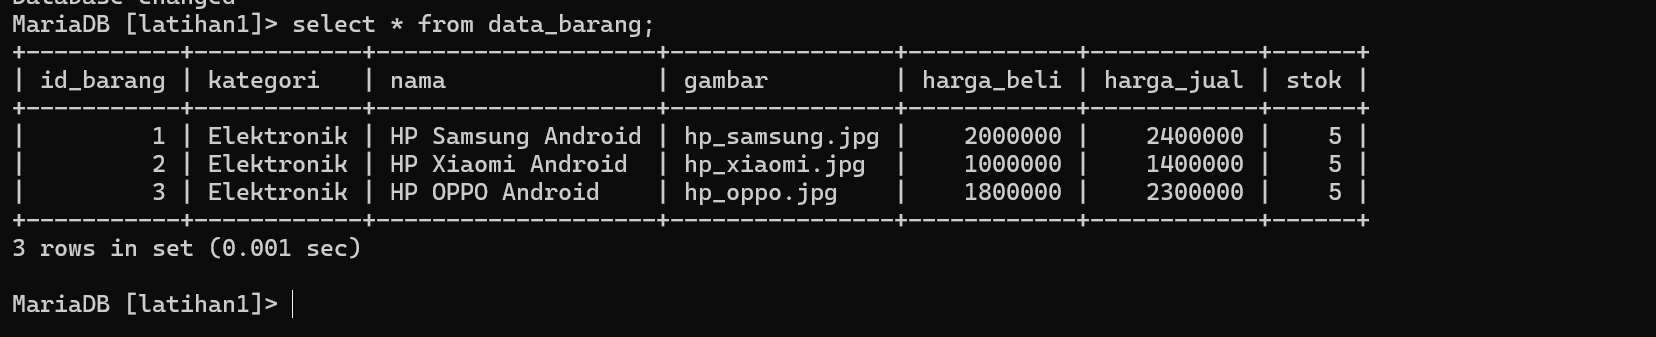 Database changed
MariaDB [latihan1]> select * from data_barang;
+-----------+------------+--------------------+----------------+------------+------------+------+
| id_barang | kategori   | nama               | gambar         | harga_beli | harga_jual | stok |
+-----------+------------+--------------------+----------------+------------+------------+------+
|         1 | Elektronik | HP Samsung Android | hp_samsung.jpg |    2000000 |    2400000 |    5 |
|         2 | Elektronik | HP Xiaomi Android  | hp_xiaomi.jpg  |    1000000 |    1400000 |    5 |
|         3 | Elektronik | HP OPPO Android    | hp_oppo.jpg    |    1800000 |    2300000 |    5 |
+-----------+------------+--------------------+----------------+------------+------------+------+
3 rows in set (0.001 sec)
MariaDB [latihan1]>